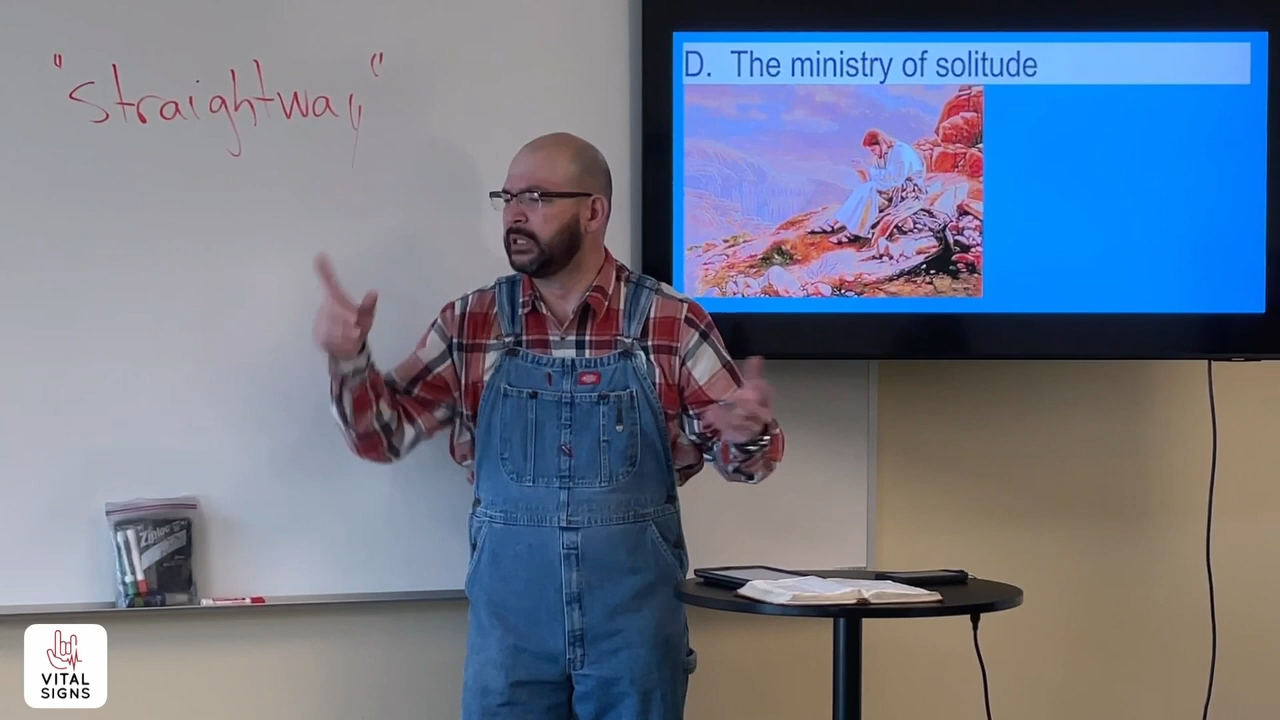 "straightway"
D. The ministry of solitude
Ziploc
VITAL
SIGNS